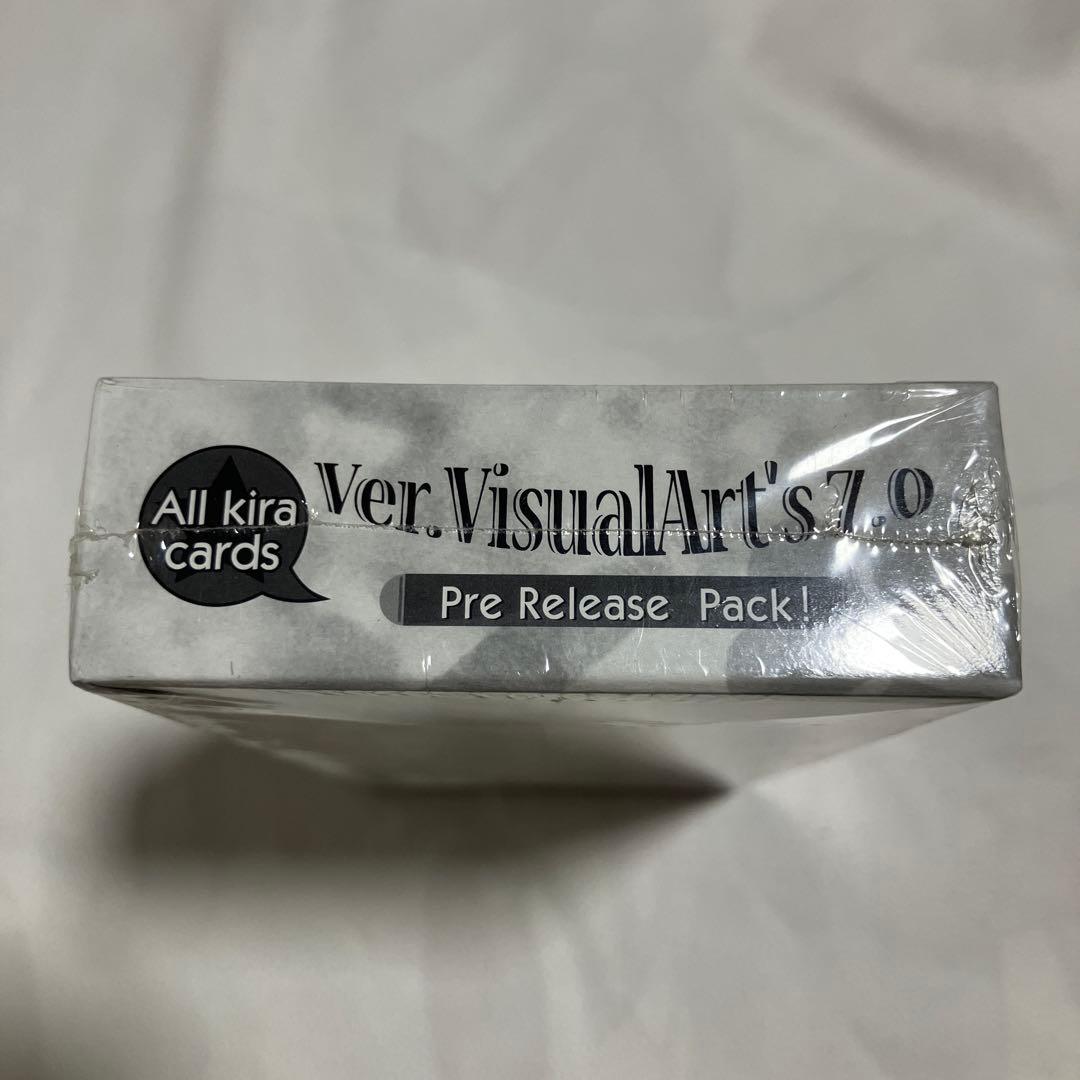 All kira
cards
Ver.VisualArt's 7.0
Pre Release Pack!